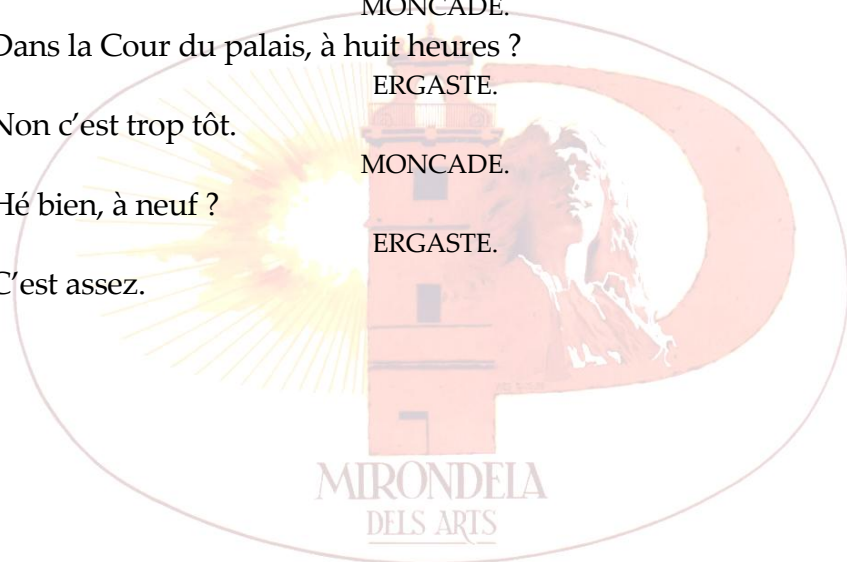 MONCADE.
Dans la Cour du palais, à huit heures ?
ERGASTE.
Non c’est trop tôt.
MONCADE.
Hé bien, à neuf ?
ERGASTE.
C’est assez.
MIRONDELA
DELS ARTS